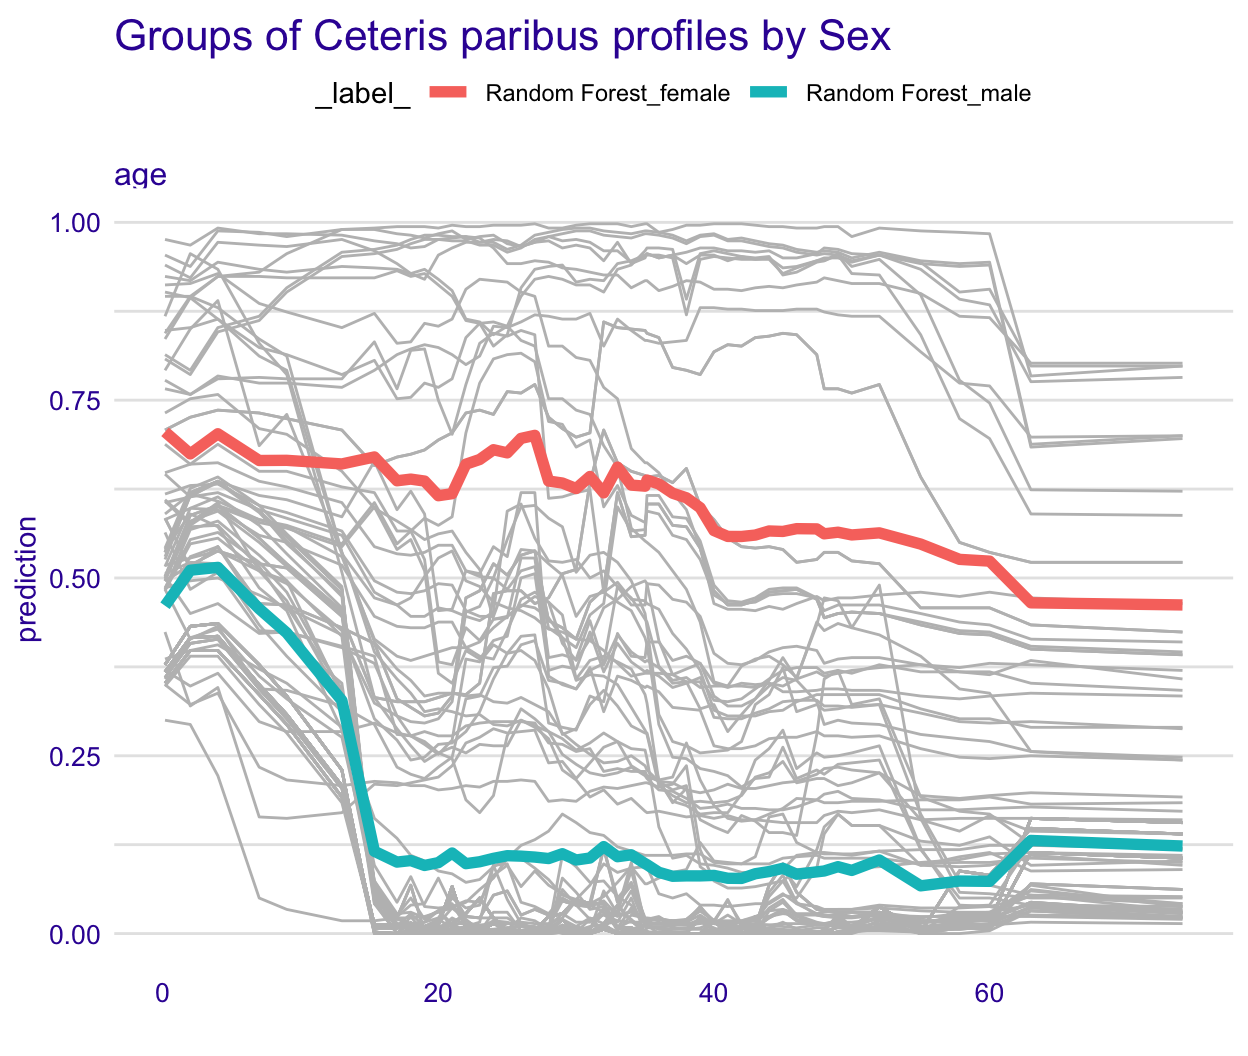 Groups of Ceteris paribus profiles by Sex
_label_ Random Forest_female Random Forest_male
age
1.00
0.75
0.50
0.25
0.00
prediction
0 20 40 60